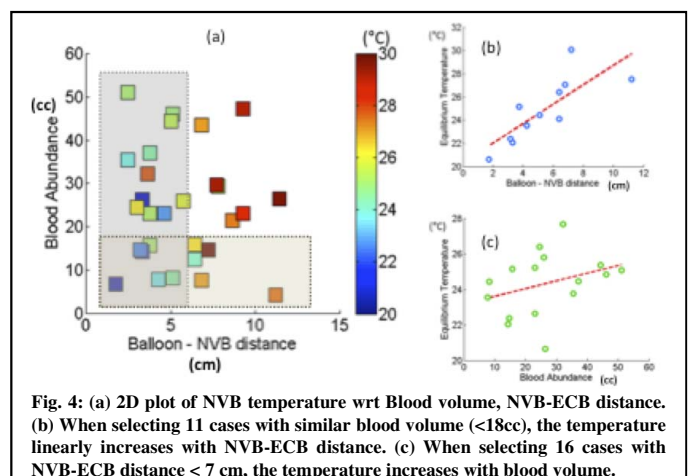 (a)
(°C)
60
50
40
30
20
10
0
(cc)
Blood Abundance
0
5
10
15
Balloon - NVB distance
(cm)
30
28
26
24
22
20
(b)
(°C)
Equilibrium Temperature
32
30
28
26
24
22
20
0
2
4
6
8
10
12
Balloon - NVB distance
(cm)
(c)
(°C)
Equilibrium Temperature
28
26
24
22
20
0
10
20
30
40
50
60
Blood Abundance
(cc)
Fig. 4: (a) 2D plot of NVB temperature wrt Blood volume, NVB-ECB distance.
(b) When selecting 11 cases with similar blood volume (<18cc), the temperature
linearly increases with NVB-ECB distance. (c) When selecting 16 cases with
NVB-ECB distance < 7 cm, the temperature increases with blood volume.